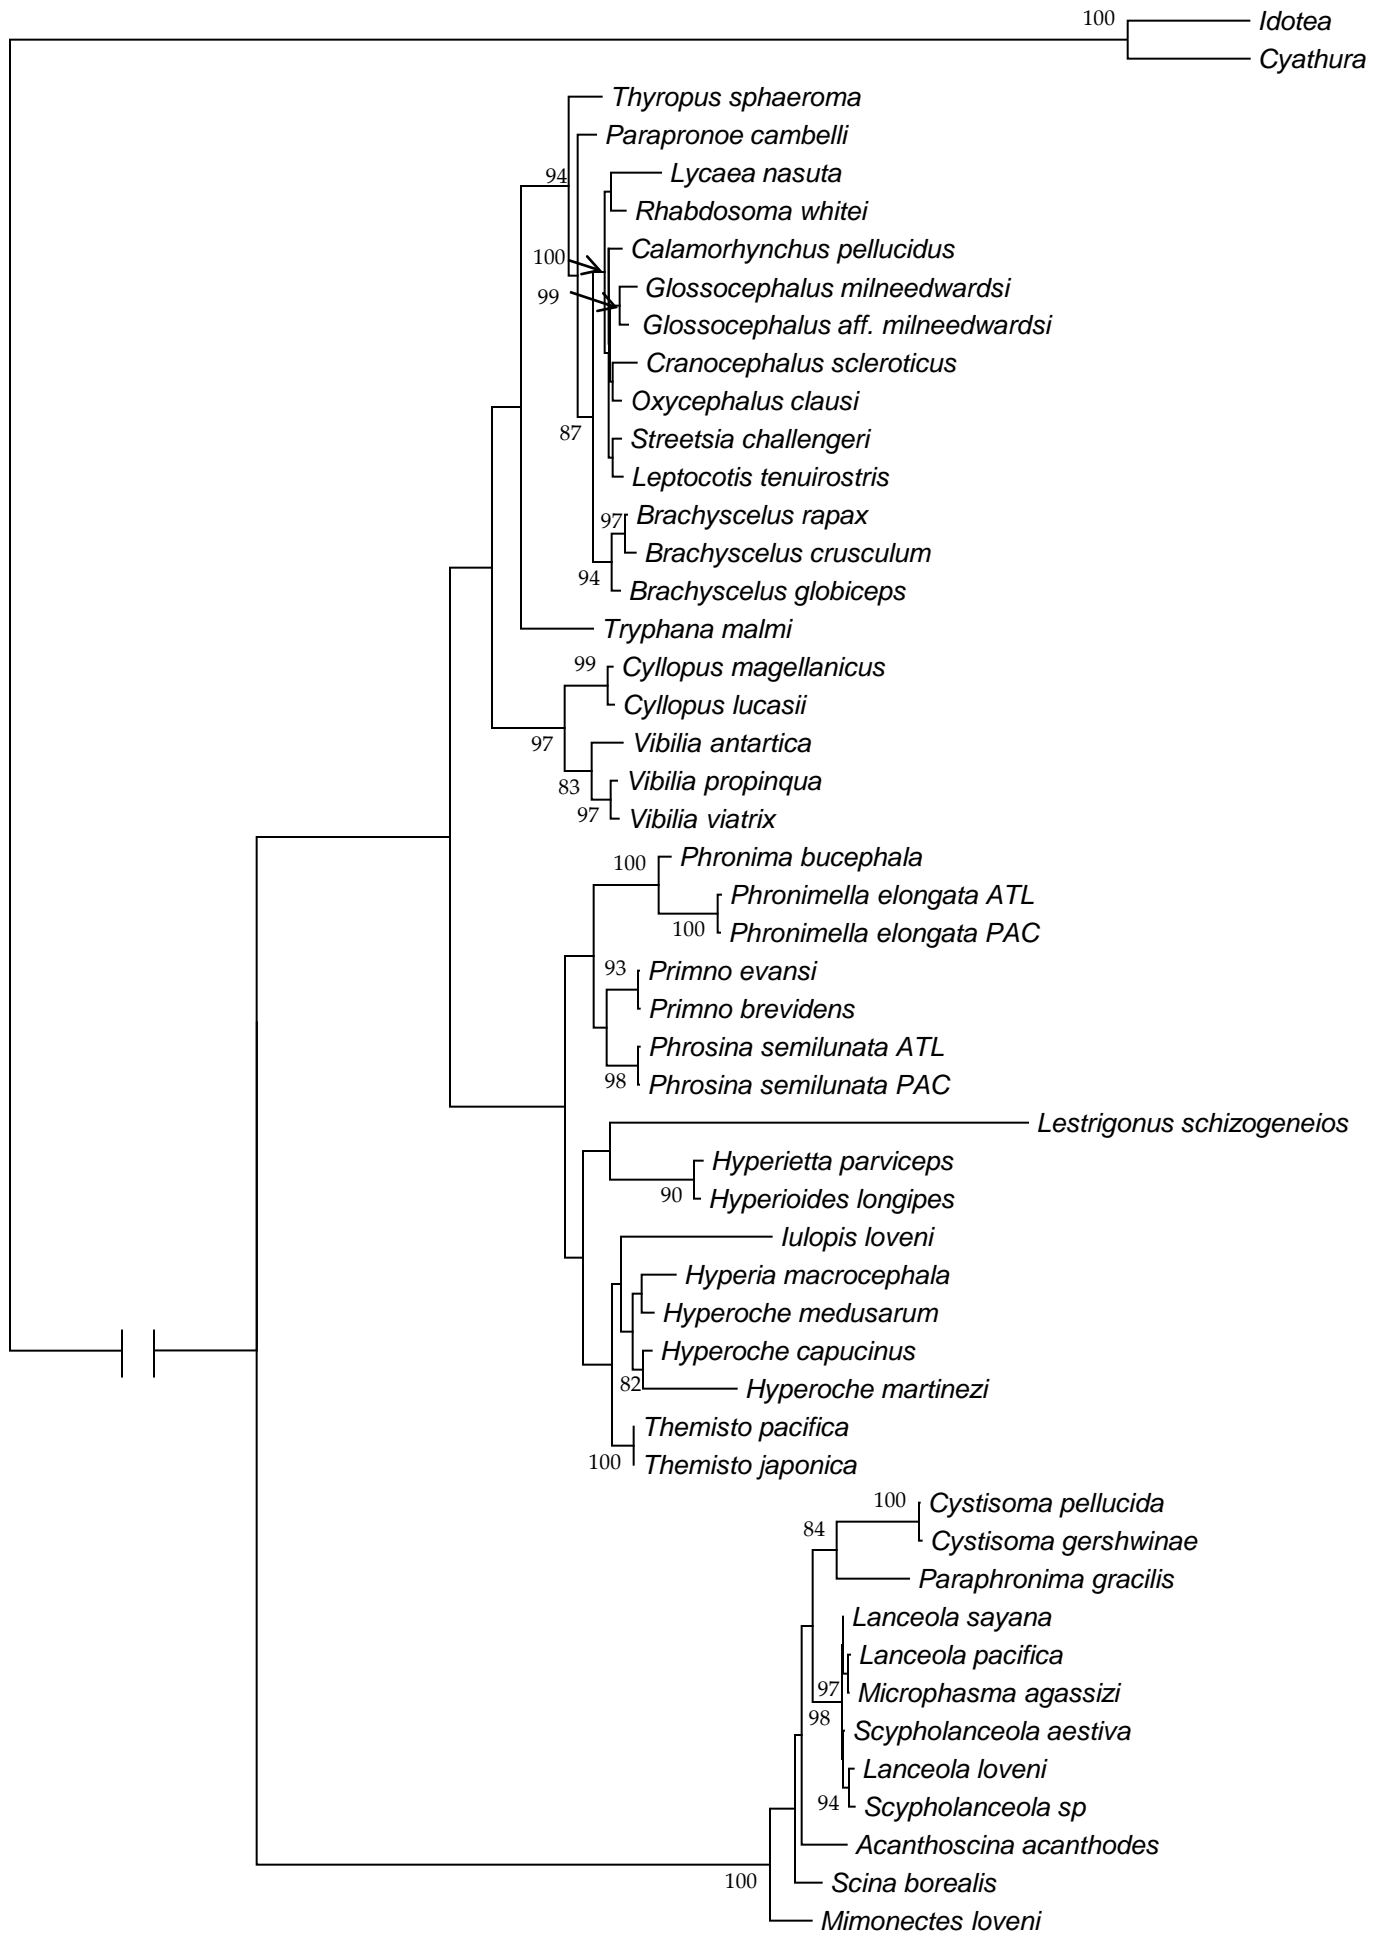 100
Idotea
Cyathura
Thyropus sphaeroma
Parapronoe cambelli
94
Lycaea nasuta
Rhabdosoma whitei
100
Calamorhynchus pellucidus
99
Glossocephalus milneedwardsi
Glossocephalus aff. milneedwardsi
Cranocephalus scleroticus
Oxycephalus clausi
87
Streetsia challengeri
Leptocotis tenuirostris
97
Brachyscelus rapax
Brachyscelus crusculum
94
Brachyscelus globiceps
Tryphana malmi
99
Cyllopus magellanicus
Cyllopus lucasii
97
Vibilia antartica
83
Vibilia propinqua
97
Vibilia viatrix
100
Phronima bucephala
Phronimella elongata ATL
100
Phronimella elongata PAC
93
Primno evansi
Primno brevidens
Phrosina semilunata ATL
98
Phrosina semilunata PAC
Lestrigonus schizogeneios
Hyperietta parviceps
90
Hyperioides longipes
Iulopis loveni
Hyperia macrocephala
Hyperoche medusarum
Hyperoche capucinus
82
Hyperoche martinezi
Themisto pacifica
100
Themisto japonica
100
Cystisoma pellucida
84
Cystisoma gershwinae
Paraphronima gracilis
Lanceola sayana
Lanceola pacifica
97
Microphasma agassizi
98
Scypholanceola aestiva
Lanceola loveni
94
Scypholanceola sp
Acanthoscina acanthodes
100
Scina borealis
Mimonectes loveni